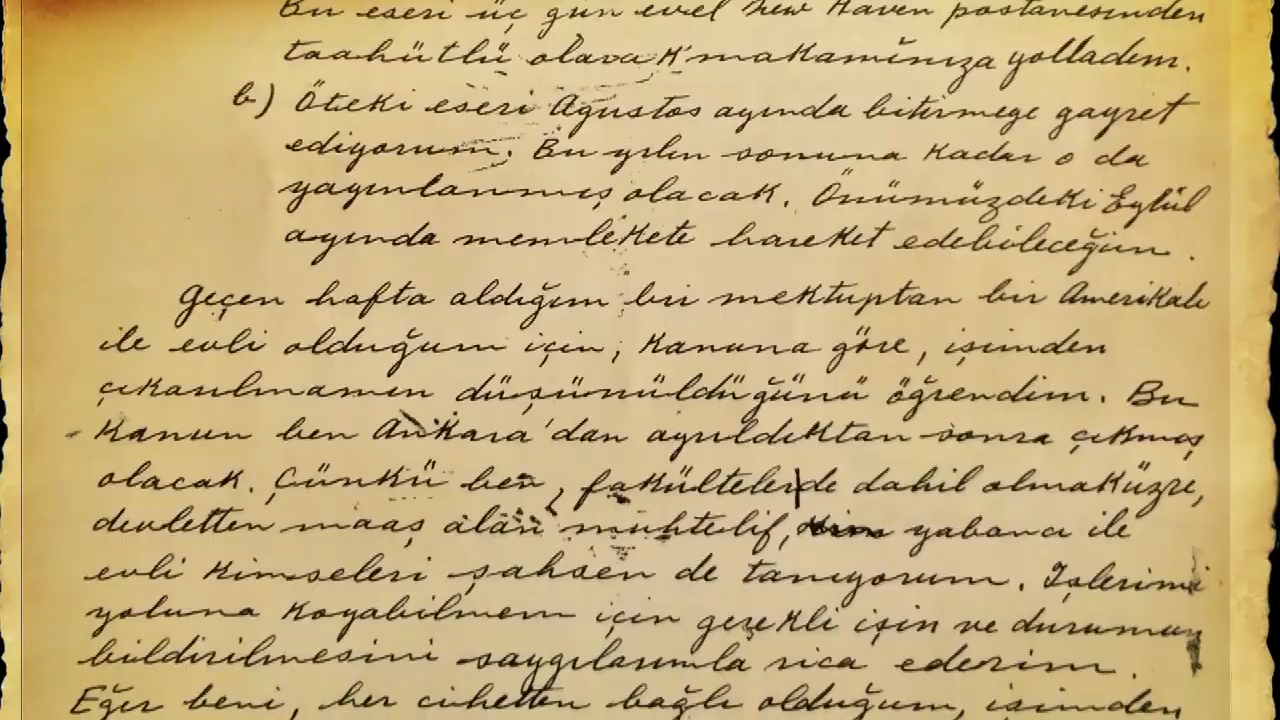 Bu eseri üç gün evel New Haven postanesinden
taahütlü olarak makamınıza yolladım.
b) Öteki eseri Ağustos ayında bitirmege gayret
ediyorum. Bu yılın sonuna kadar o da
yayınlanmış olacak. Önümüzdeki Eylül
ayında memlekete hareket edebileceğim.
Geçen hafta aldığım bir mektuptan bir Amerikalı
ile evli olduğum için, kanuna göre, işimden
çıkarılmamın düşünüldüğünü öğrendim. Bu
kanun ben Ankara'dan ayrıldıktan sonra çıkmış
olacak. Çünkü ben, fakültelerde dahil olmaküzre,
devletten maaş alan muhtelif, yabancı ile
evli kimseleri şahsen de tanıyorum. İşlerimi
yoluna koyabilmem için gerekli işin ve durumun
bildirilmesini saygılarımla rica ederim.
Eğer beni, her cihetten bağlı olduğum, işimden